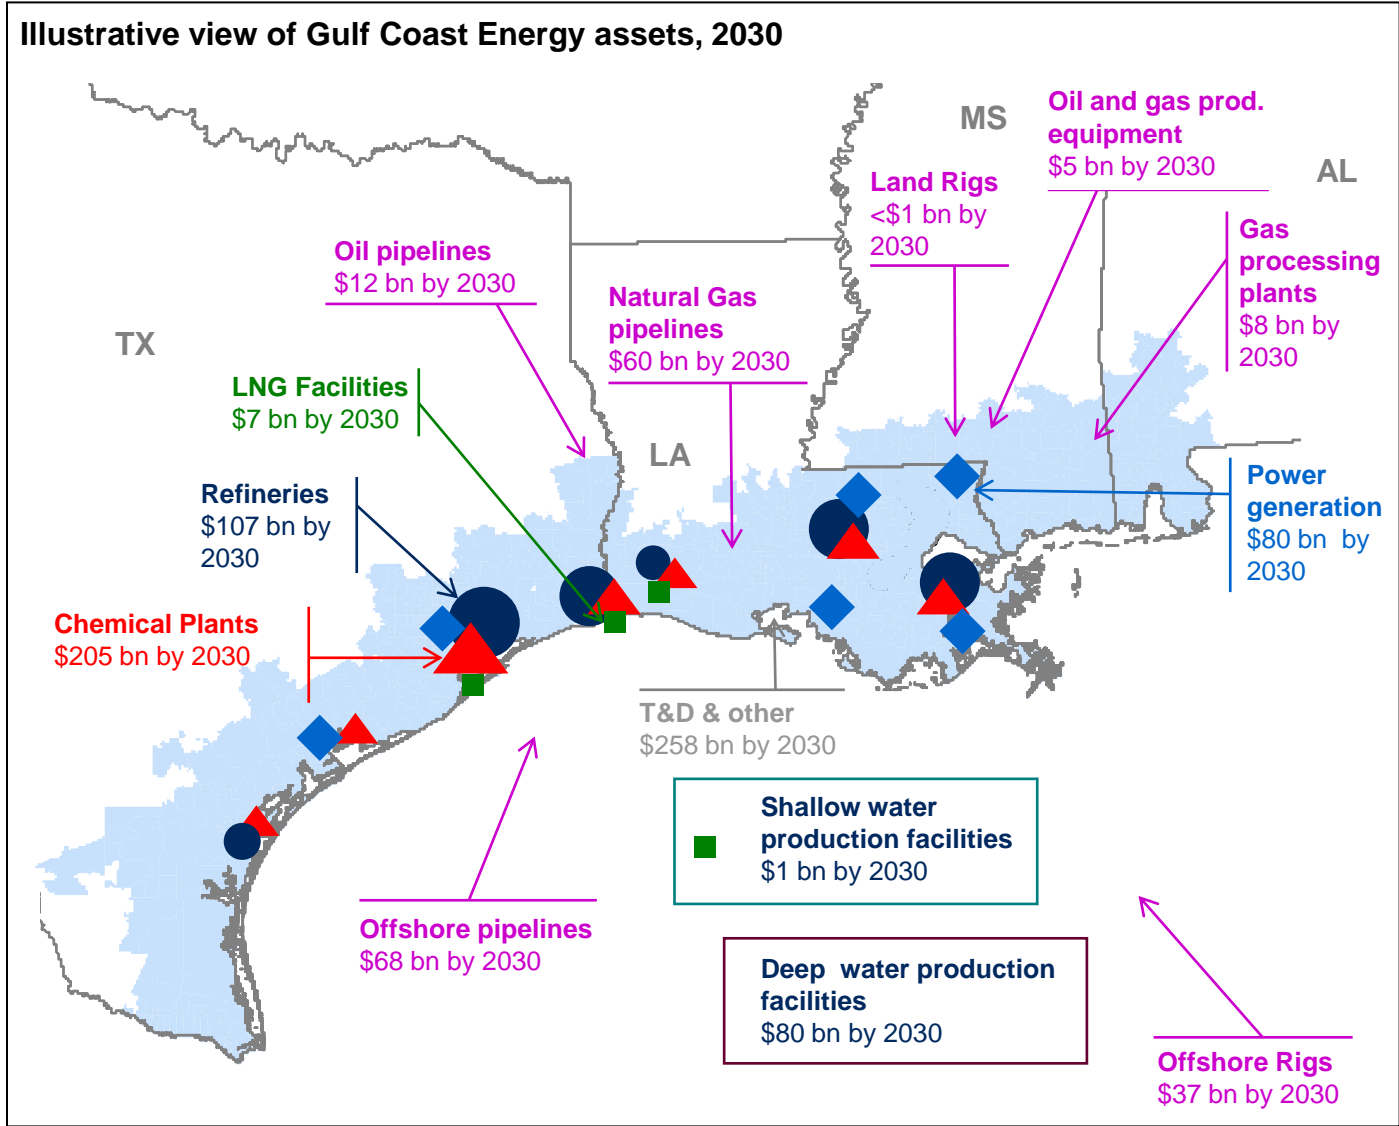 Illustrative view of Gulf Coast Energy assets, 2030
MS
Oil and gas prod.
equipment
$5 bn by 2030
AL
Land Rigs
<$1 bn by
2030
Gas
processing
plants
$8 bn by
2030
Oil pipelines
$12 bn by 2030
Natural Gas
pipelines
$60 bn by 2030
TX
LNG Facilities
$7 bn by 2030
LA
Refineries
$107 bn by
2030
Power
generation
$80 bn  by
2030
Chemical Plants
$205 bn by 2030
T&D & other
$258 bn by 2030
Shallow water
production facilities
$1 bn by 2030
Offshore pipelines
$68 bn by 2030
Deep  water production
facilities
$80 bn by 2030
Offshore Rigs
$37 bn by 2030